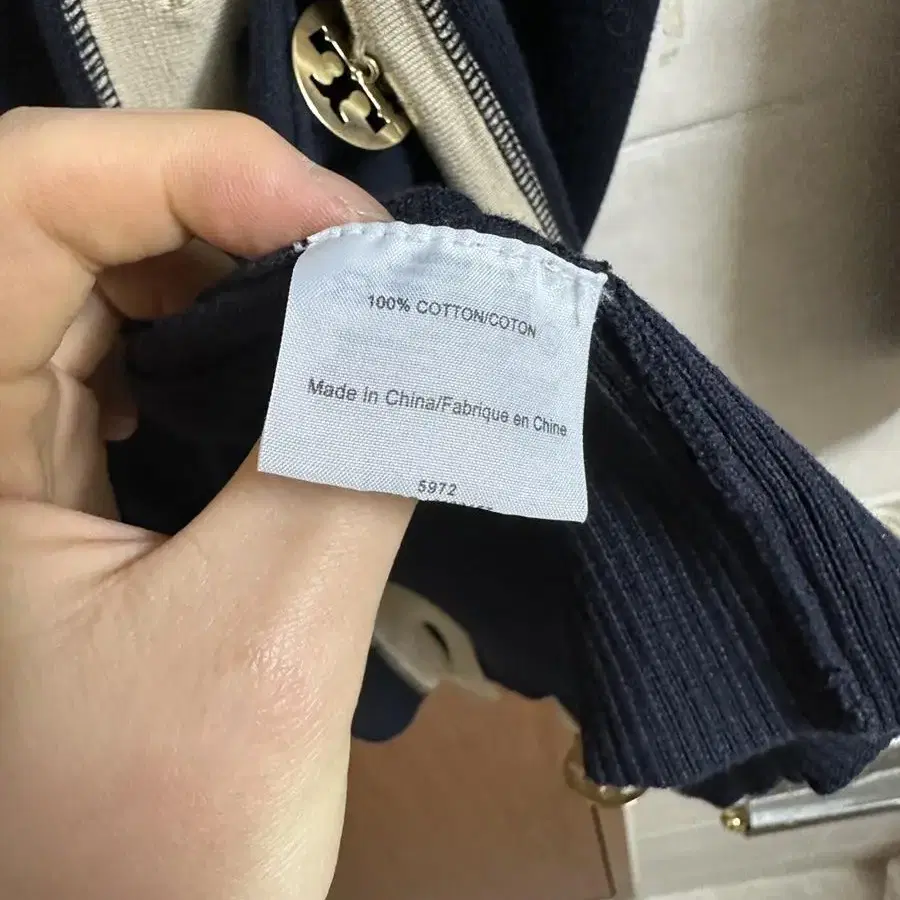 100% COTTON/COTON
Made In China/Fabrique en Chine
5972